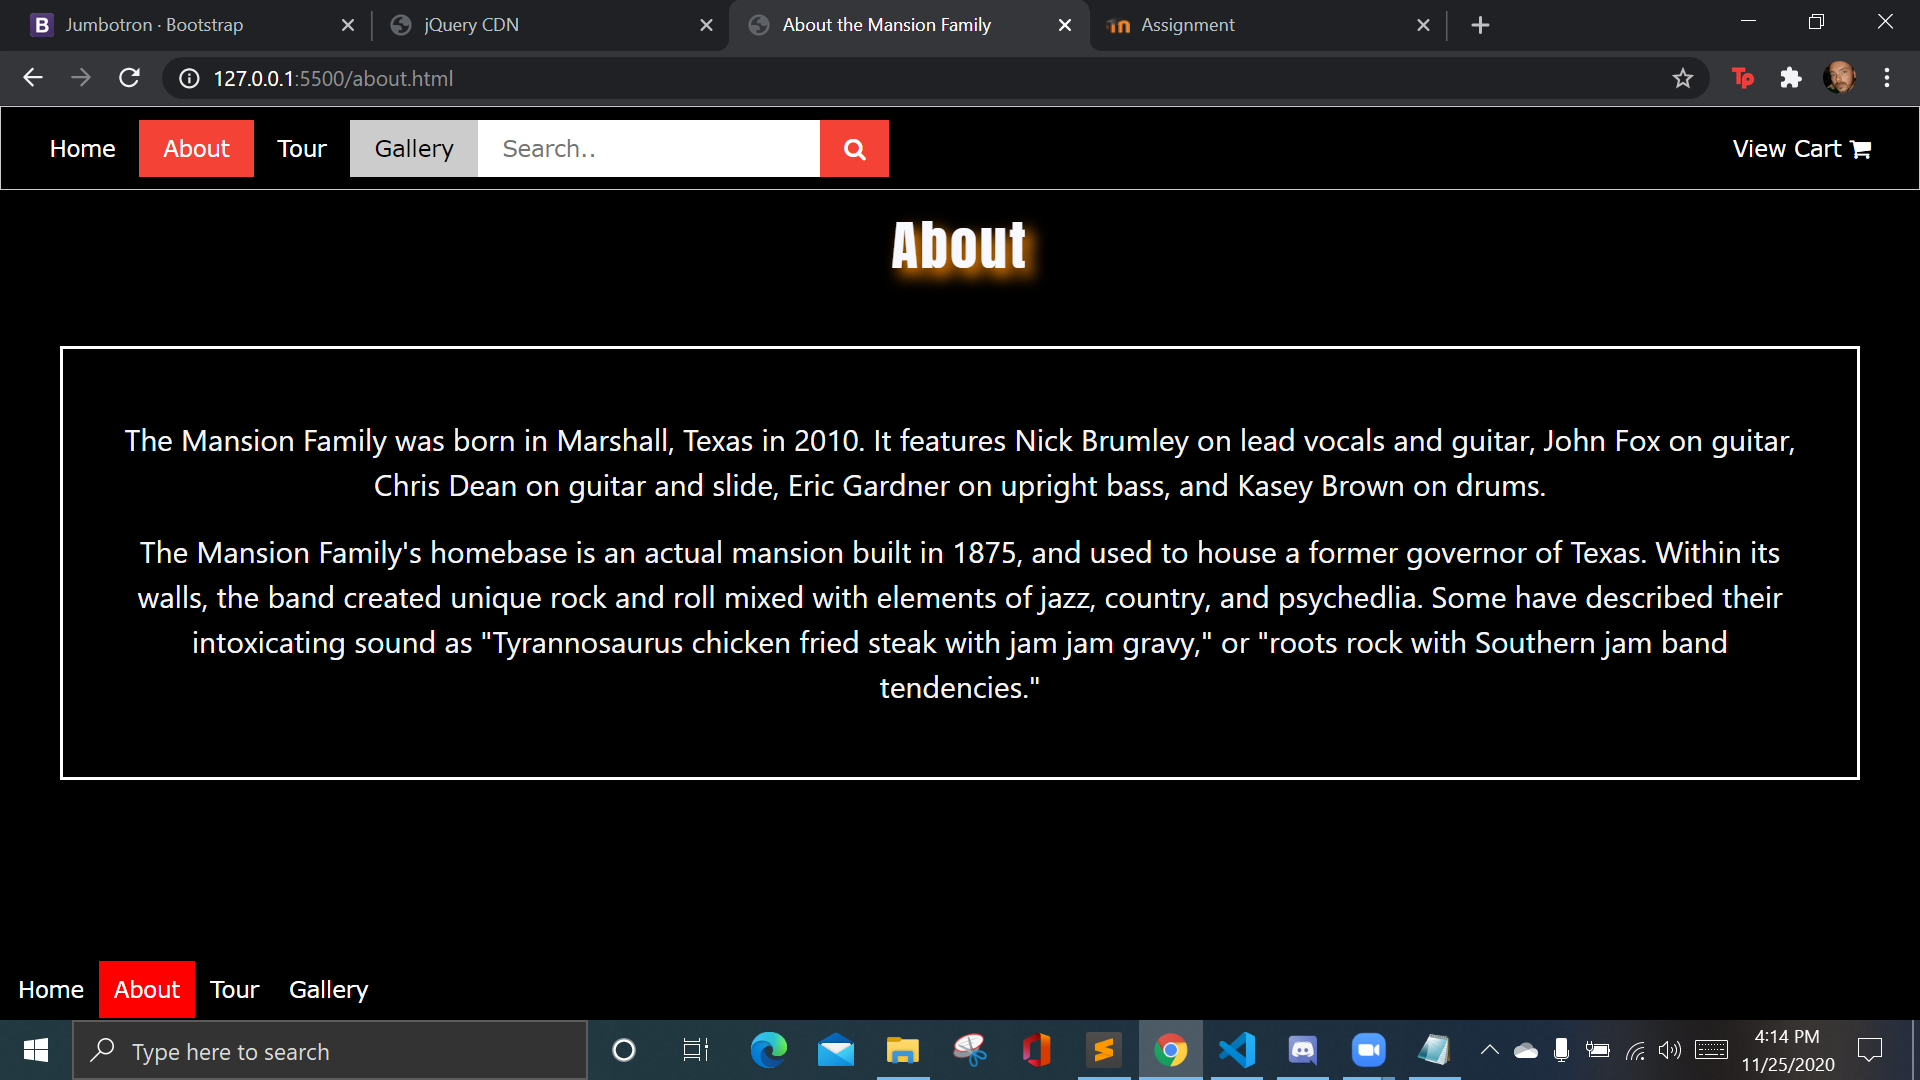 Jumbotron · Bootstrap
jQuery CDN
About the Mansion Family
Assignment
127.0.0.1:5500/about.html
Tp
Home About Tour Gallery Search.. View Cart
About
The Mansion Family was born in Marshall, Texas in 2010. It features Nick Brumley on lead vocals and guitar, John Fox on guitar,
Chris Dean on guitar and slide, Eric Gardner on upright bass, and Kasey Brown on drums.
The Mansion Family's homebase is an actual mansion built in 1875, and used to house a former governor of Texas. Within its
walls, the band created unique rock and roll mixed with elements of jazz, country, and psychedlia. Some have described their
intoxicating sound as "Tyrannosaurus chicken fried steak with jam jam gravy," or "roots rock with Southern jam band
tendencies."
Home About Tour Gallery
Type here to search
4:14 PM
11/25/2020